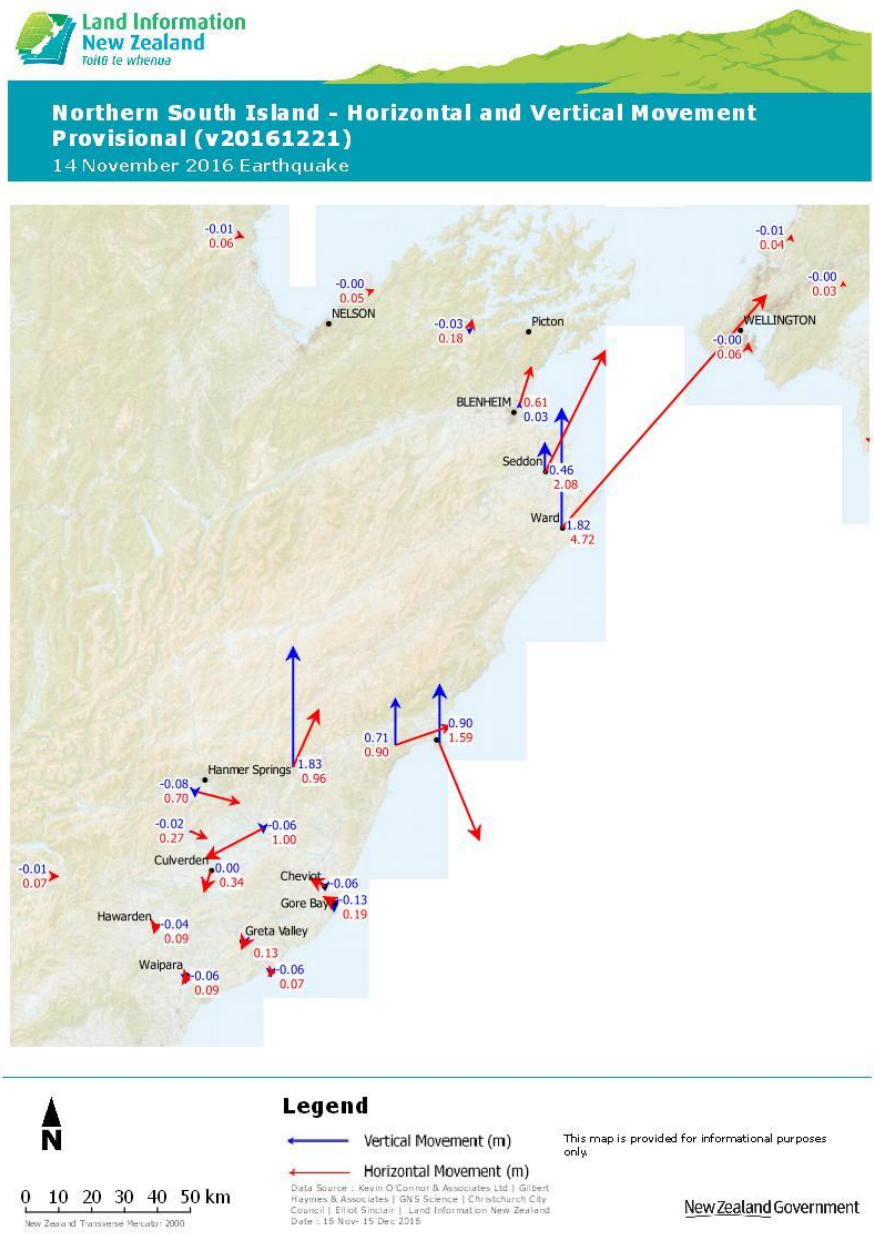 Land Information
New Zealand
Toitū te whenua
Northern South Island - Horizontal and Vertical Movement
Provisional (v20161221)
14 November 2016 Earthquake
-0.01
0.06
-0.01
0.04
-0.00
0.05
-0.00
0.03
NELSON
-0.03
0.18
Picton
WELLINGTON
-0.00
0.06
BLENHEIM
0.61
0.03
Seddon
0.46
2.08
Ward
1.82
4.72
0.71
0.90
0.90
1.59
Hanmer Springs
1.83
0.96
-0.08
0.70
-0.02
0.27
-0.06
1.00
Culverden
0.00
0.34
-0.01
0.07
Cheviot
-0.06
Gore Bay
-0.13
0.19
Hawarden
-0.04
0.09
Greta Valley
0.13
Waipara
-0.06
0.09
-0.06
0.07
N
Legend
Vertical Movement (m)
Horizontal Movement (m)
This map is provided for informational purposes
only.
0 10 20 30 40 50 km
New Zealand Transverse Mercator 2000
Data Source : Kevin O'Connor & Associates Ltd | Gilbert
Haymes & Associates | GNS Science | Christchurch City
Council | Elliot Sinclair | Land Information New Zealand
Date : 16 Nov- 15 Dec 2016
New Zealand Government